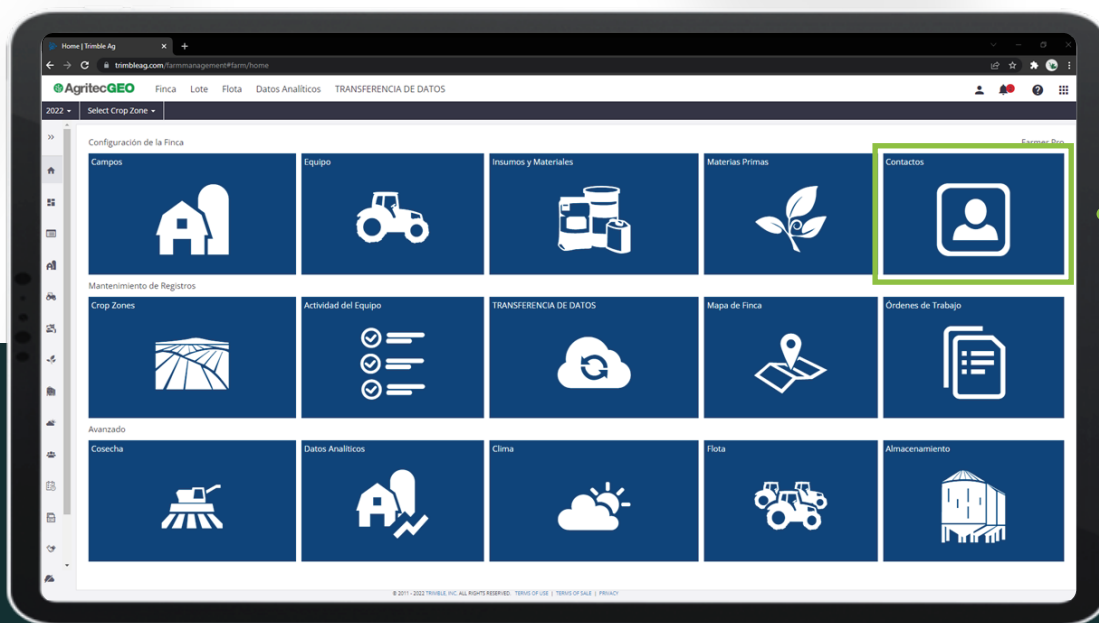 Home | Trimble Ag
trimbleag.com/farmmanagement#farm/home
AgritecGEO Finca Lote Flota Datos Analíticos TRANSFERENCIA DE DATOS
2022 Select Crop Zone
Configuración de la Finca Farmer Pro
Campos Equipo Insumos y Materiales Materias Primas Contactos
Mantenimiento de Registros
Crop Zones Actividad del Equipo TRANSFERENCIA DE DATOS Mapa de Finca Órdenes de Trabajo
Avanzado
Cosecha Datos Analíticos Clima Flota Almacenamiento
© 2011 - 2022 TRIMBLE, INC. ALL RIGHTS RESERVED. TERMS OF USE | TERMS OF SALE | PRIVACY